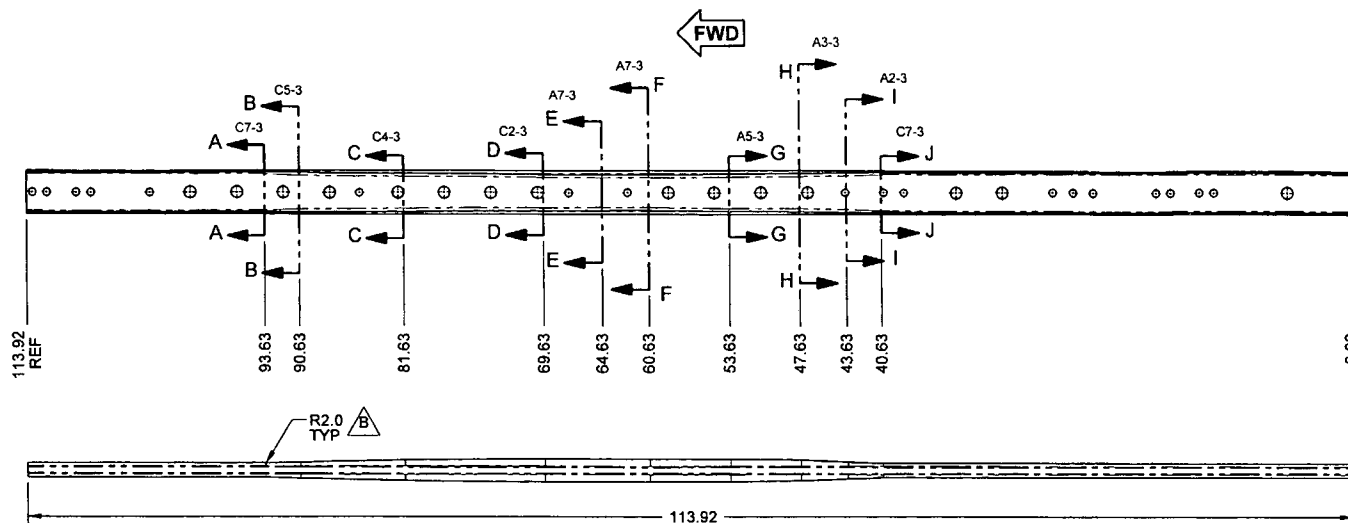 FWD
A3-3
H
A7-3
F
A2-3
I
C5-3
B
A7-3
E
C7-3
A
C4-3
C
C2-3
D
A5-3
G
C7-3
J
A
C
D
G
J
B
E
F
H
I
113.92
REF
93.63
90.63
81.63
69.63
64.63
60.63
53.63
47.63
43.63
40.63
R2.0
TYP
B
113.92